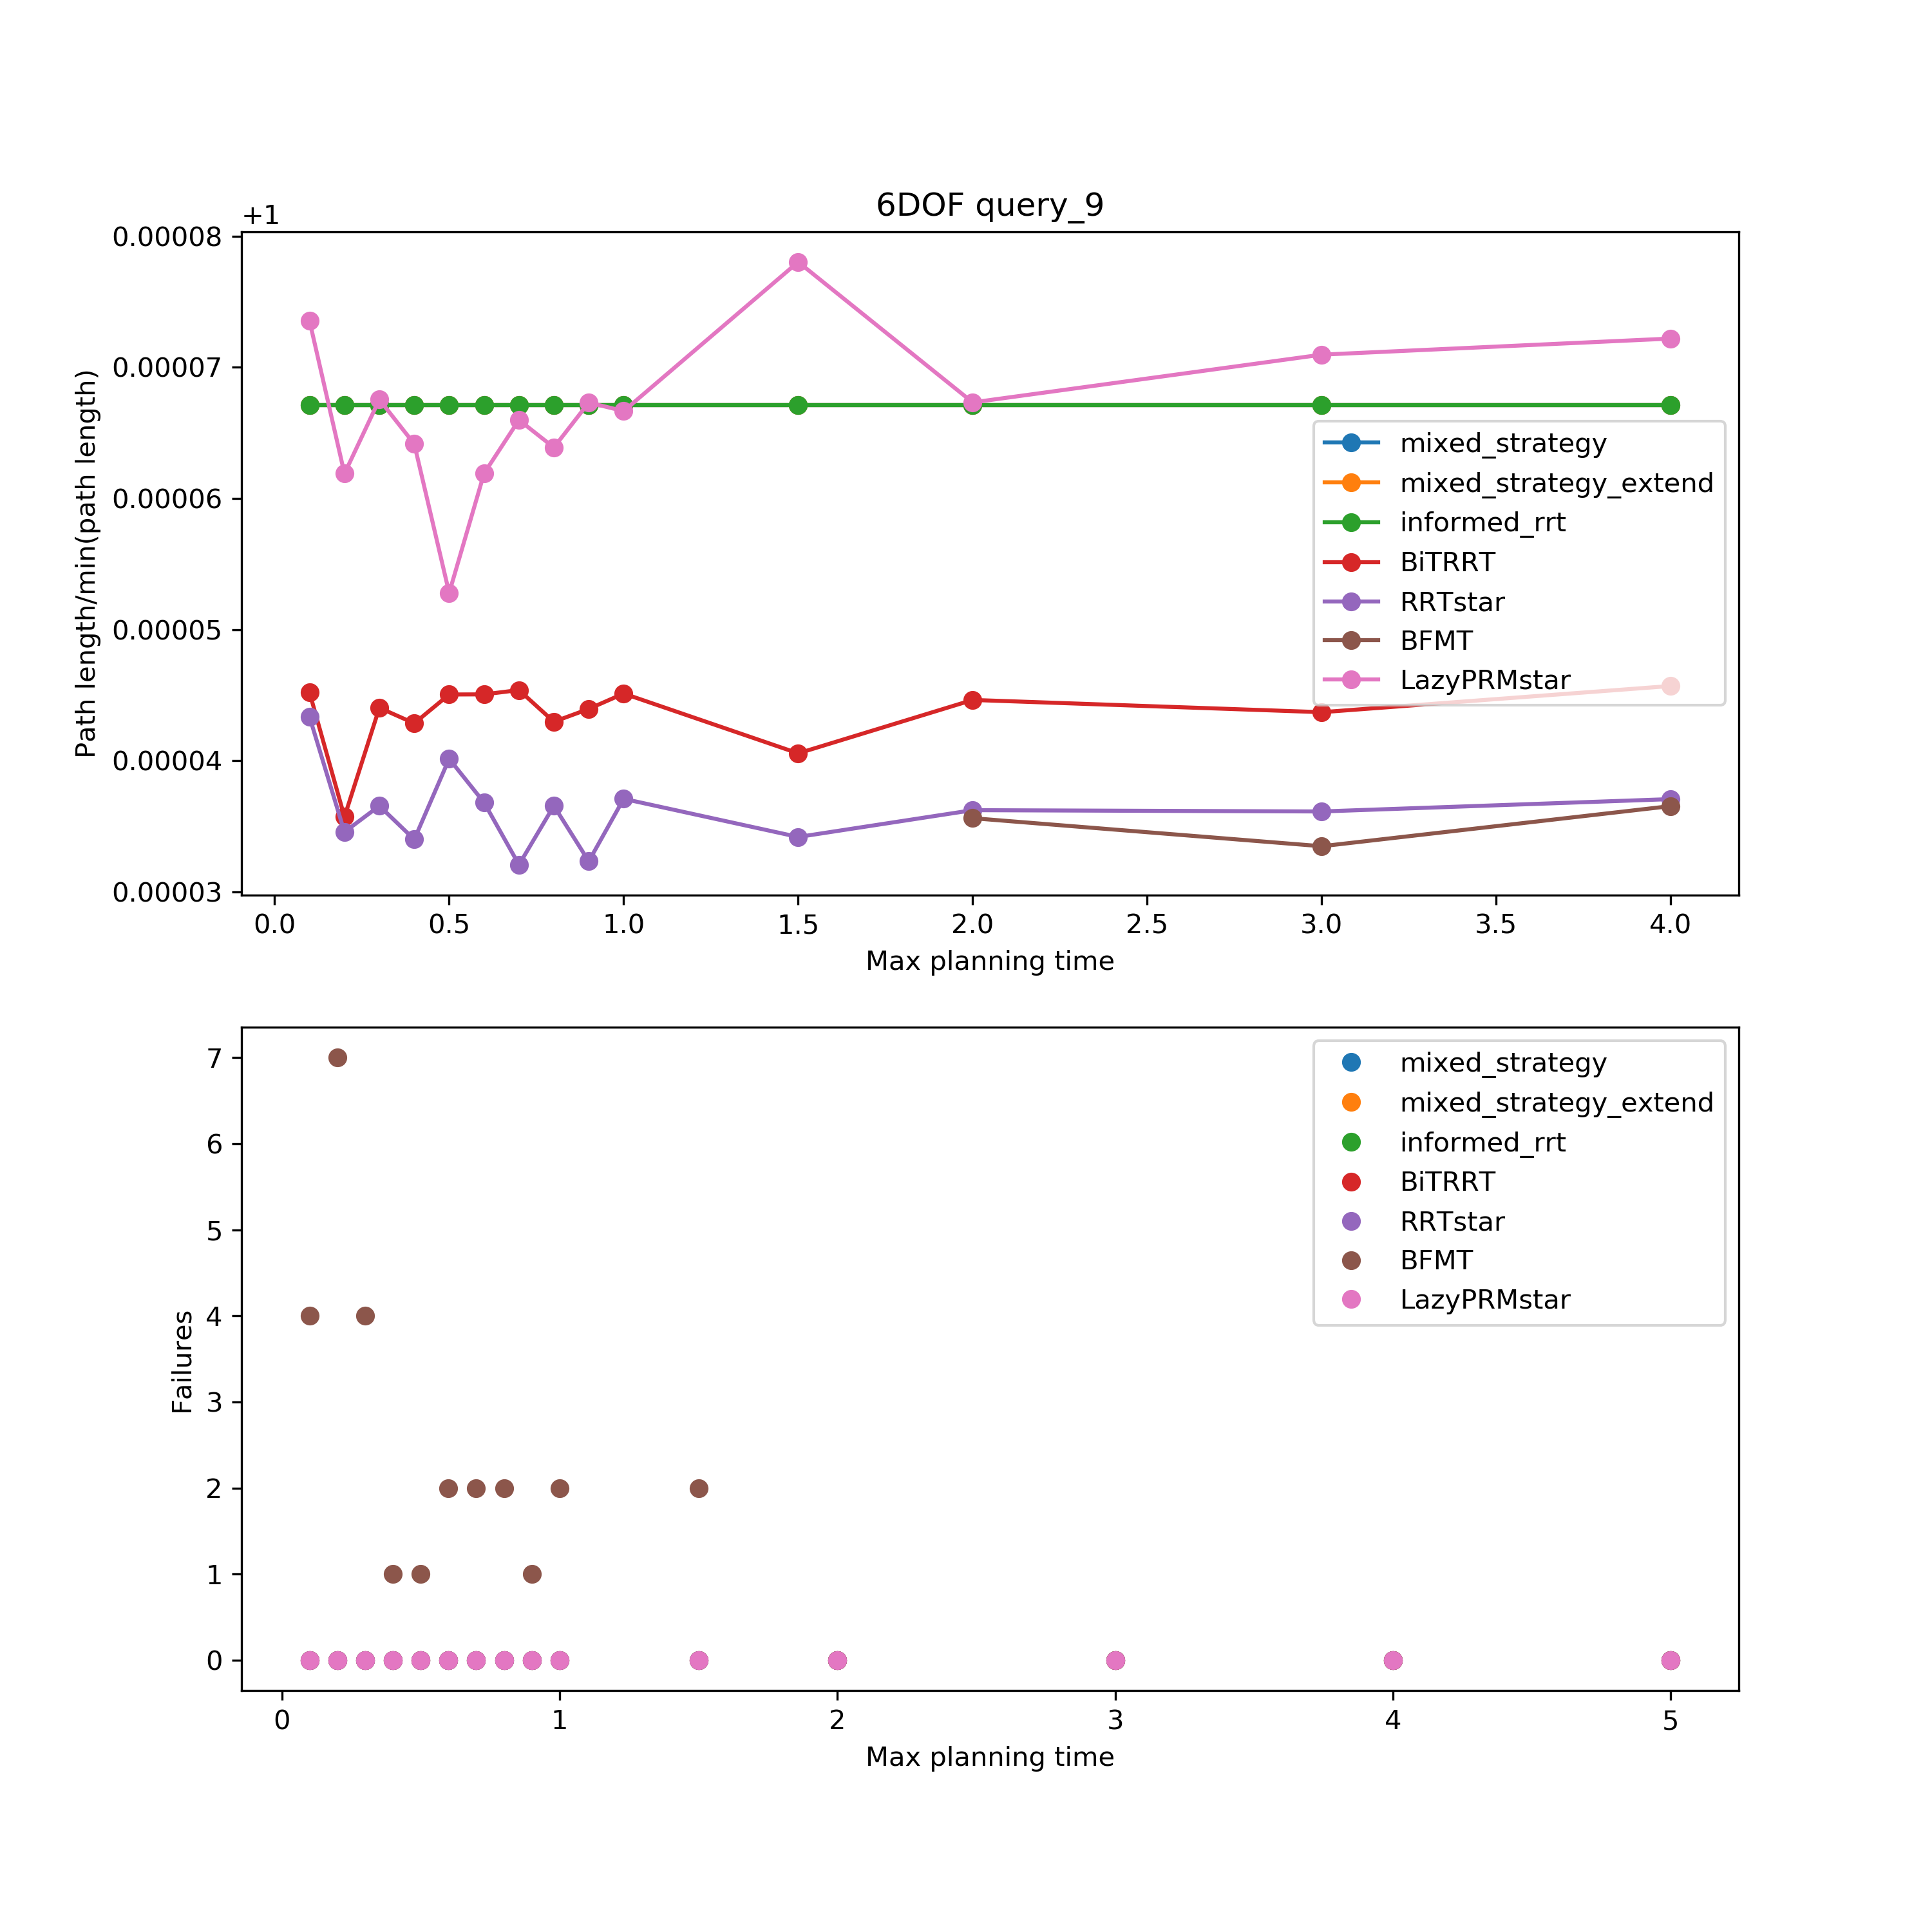 6DOF query_9
+1
0.00008
0.00007
0.00006
0.00005
0.00004
0.00003
Path length/min(path length)
mixed_strategy
mixed_strategy_extend
informed_rrt
BiTRRT
RRTstar
BFMT
LazyPRMstar
0.0 0.5 1.0 1.5 2.0 2.5 3.0 3.5 4.0
Max planning time
7
6
5
4
3
2
1
0
Failures
mixed_strategy
mixed_strategy_extend
informed_rrt
BiTRRT
RRTstar
BFMT
LazyPRMstar
0 1 2 3 4 5
Max planning time